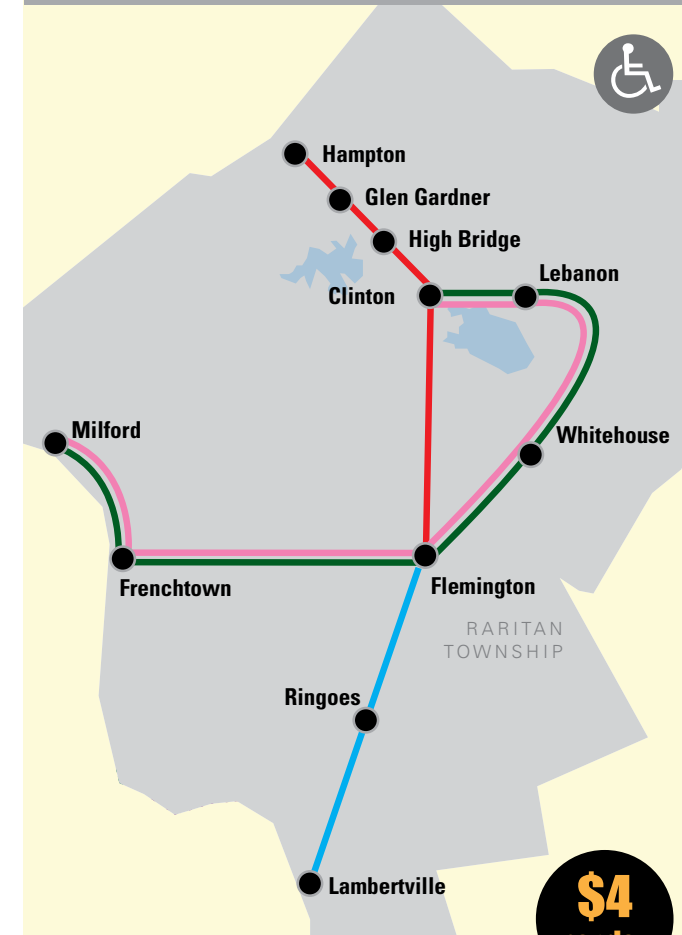 Hampton
Glen Gardner
High Bridge
Lebanon
Clinton
Milford
Whitehouse
Frenchtown
Flemington
RARITAN
TOWNSHIP
Ringoes
Lambertville
$4